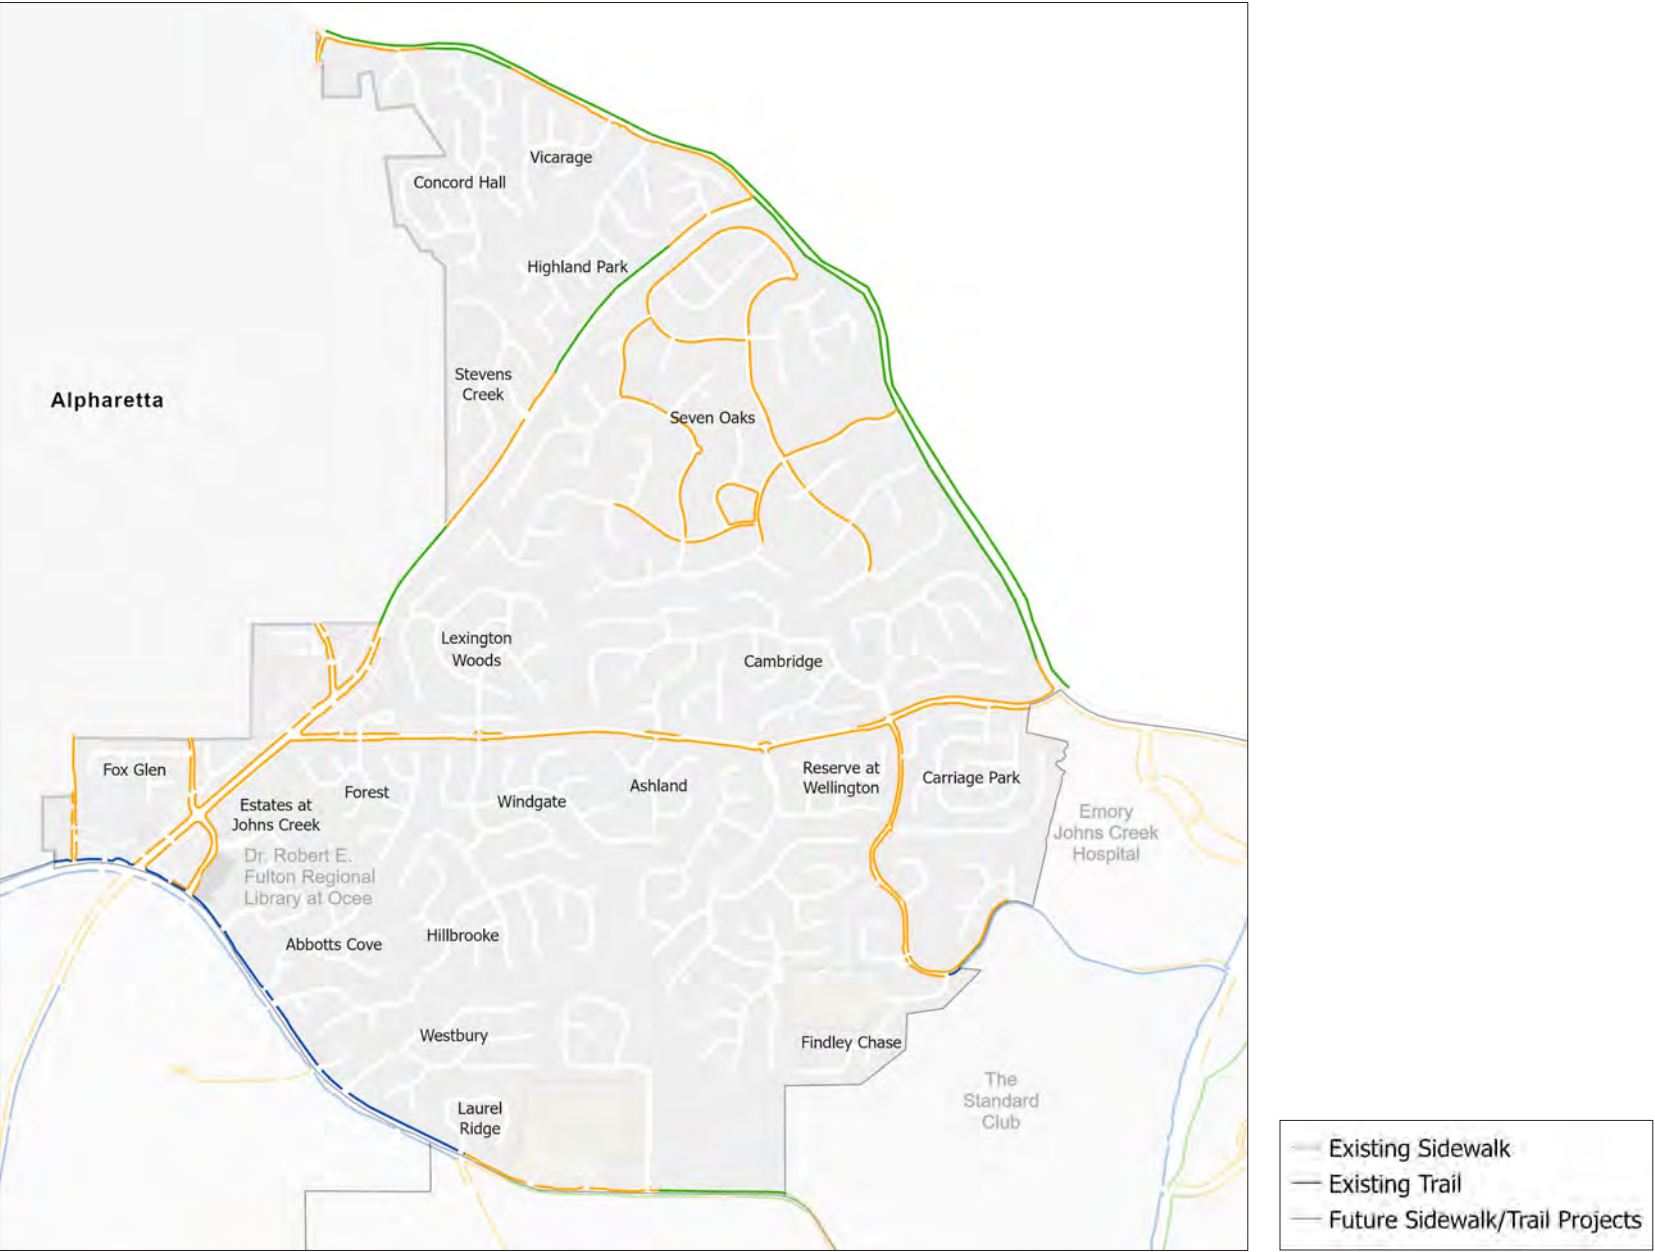 Vicarage
Concord Hall
Highland Park
Stevens
Creek
Alpharetta
Seven Oaks
Lexington
Woods
Cambridge
Fox Glen
Estates at
Johns Creek
Forest
Windgate
Ashland
Reserve at
Wellington
Carriage Park
Emory
Johns Creek
Hospital
Dr. Robert E.
Fulton Regional
Library at Ocee
Abbotts Cove
Hillbrooke
Westbury
Findley Chase
Laurel
Ridge
The
Standard
Club
Existing Sidewalk
Existing Trail
Future Sidewalk/Trail Projects